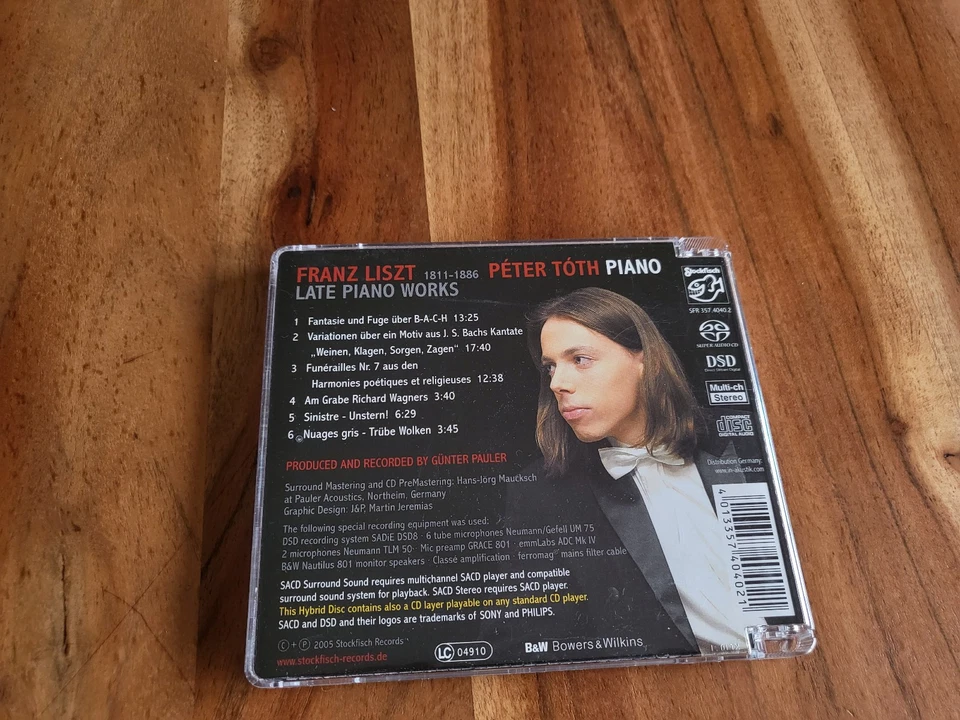 FRANZ LISZT 1811-1886 PÉTER TÓTH PIANO
LATE PIANO WORKS
1 Fantasie und Fuge über B-A-C-H 13:25
2 Variationen über ein Motiv aus J. S. Bachs Kantate
„Weinen, Klagen, Sorgen, Zagen" 17:40
3 Funérailles Nr. 7 aus den
Harmonies poétiques et religieuses 12:38
4 Am Grabe Richard Wagners 3:40
5 Sinistre - Unstern! 6:29
6 Nuages gris - Trübe Wolken 3:45
PRODUCED AND RECORDED BY GÜNTER PAULER
Surround Mastering and CD PreMastering: Hans-Jörg Maucksch
at Pauler Acoustics, Northeim, Germany
Graphic Design: J&P, Martin Jeremias
The following special recording equipment was used:
DSD recording system SADiE DSD8 · 6 tube microphones Neumann/Gefell UM 75
2 microphones Neumann TLM 50 · Mic preamp GRACE 801 · emmLabs ADC Mk IV
B&W Nautilus 801 monitor speakers · Classé amplification · ferromag mains filter cable
SACD Surround Sound requires multichannel SACD player and compatible
surround sound system for playback. SACD Stereo requires SACD player.
This Hybrid Disc contains also a CD layer playable on any standard CD player.
SACD and DSD and their logos are trademarks of SONY and PHILIPS.
© + ℗ 2005 Stockfisch Records
www.stockfisch-records.de
LC 04910
B&W Bowers & Wilkins
Stockfisch
SFR 357.4040.2
SUPER AUDIO CD
DSD
Direct Stream Digital
Multi-ch
Stereo
COMPACT
disc
DIGITAL AUDIO
Distribution Germany:
www.in-akustik.com
4 013357 404021